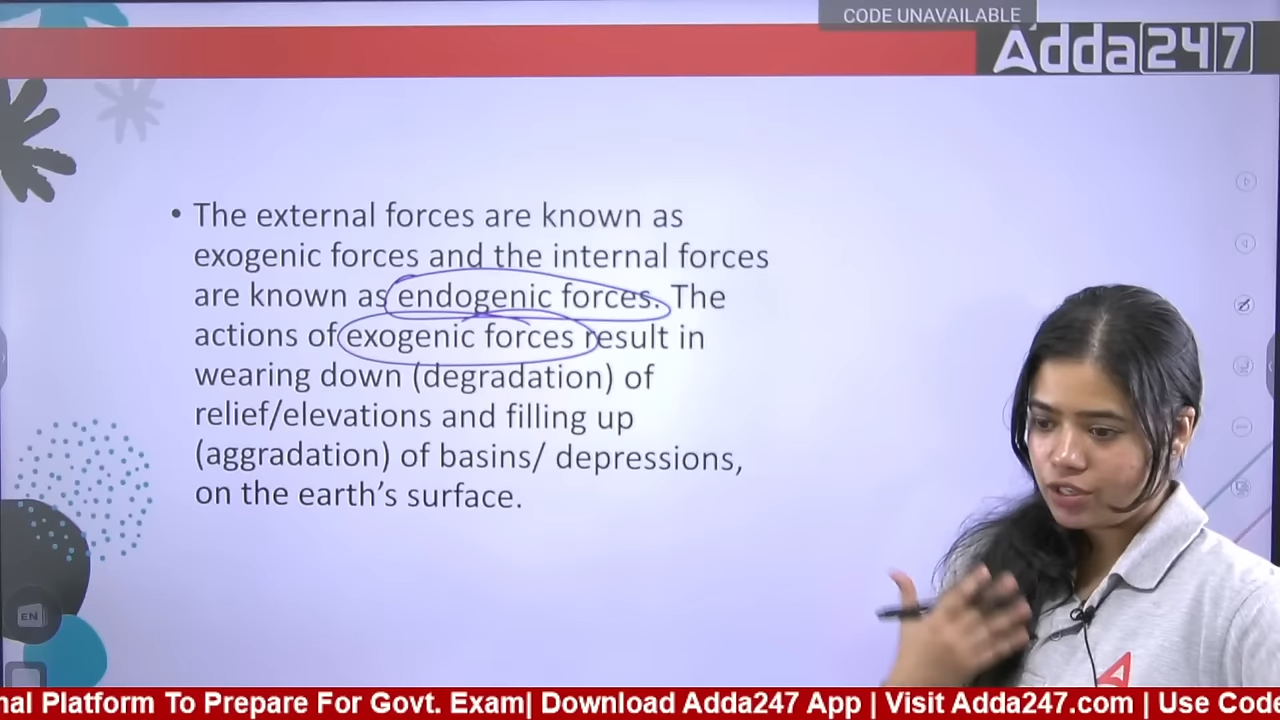 CODE UNAVAILABLE
Adda247
• The external forces are known as
exogenic forces and the internal forces
are known as endogenic forces. The
actions of exogenic forces result in
wearing down (degradation) of
relief/elevations and filling up
(aggradation) of basins/ depressions,
on the earth’s surface.
EN
nal Platform To Prepare For Govt. Exam| Download Adda247 App | Visit Adda247.com | Use Code